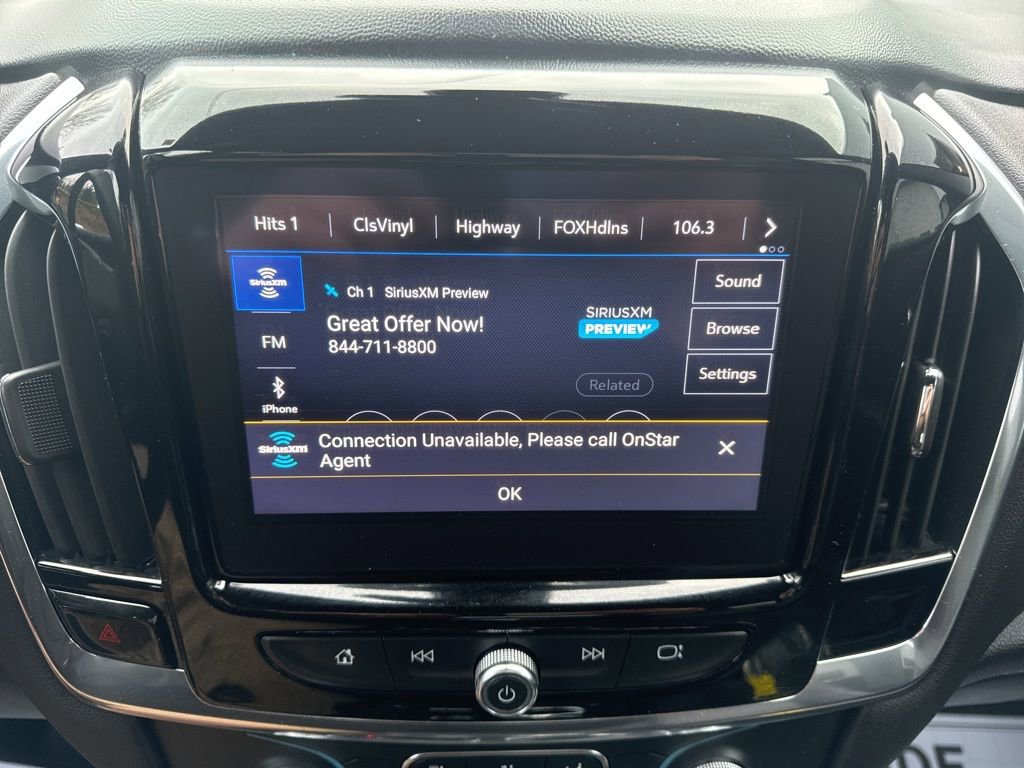 Hits 1 ClsVinyl Highway FOXHdlns 106.3
SiriusXM
Ch 1 SiriusXM Preview
Great Offer Now!
844-711-8800
SIRIUSXM
PREVIEW
Sound
FM
Browse
Settings
iPhone
Related
SiriusXM
Connection Unavailable, Please call OnStar
Agent
OK
DE